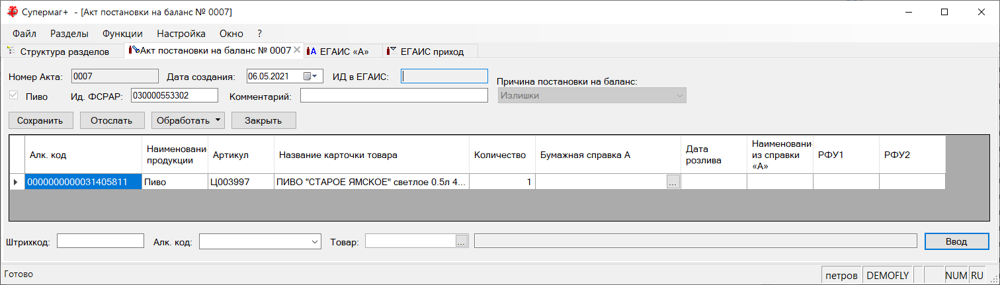 Супермаг+ - [Акт постановки на баланс № 0007]
Файл Разделы Функции Настройка Окно ?
Структура разделов Акт постановки на баланс № 0007 ЕГАИС «А» ЕГАИС приход
Номер Акта: 0007 Дата создания: 06.05.2021 ИД в ЕГАИС:
Причина постановки на баланс:
Пиво Ид. ФСРАР: 030000553302 Комментарий: Излишки
Сохранить Отослать Обработать Закрыть
Алк. код Наименование продукции Артикул Название карточки товара Количество Бумажная справка А Дата розлива Наименование из справки «А» РФУ1 РФУ2
0000000000031405811 Пиво Ц003997 ПИВО "СТАРОЕ ЯМСКОЕ" светлое 0.5л 4... 1 ...
Штрихкод: Алк. код: Товар: ... Ввод
Готово петров DEMOFLY NUM RU